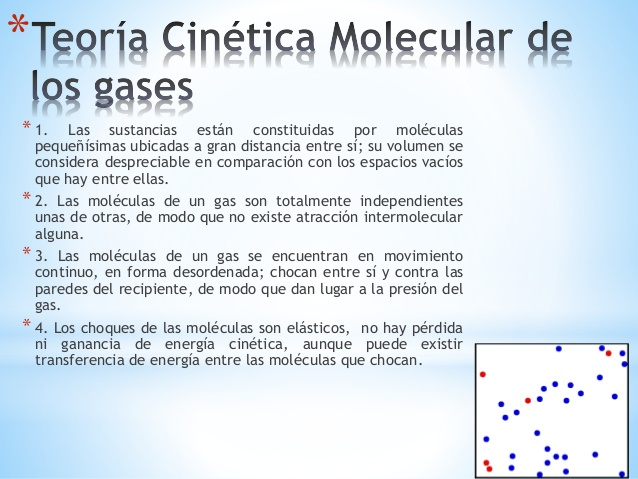 * Teoría Cinética Molecular de
los gases
* 1. Las sustancias están constituidas por moléculas
pequeñísimas ubicadas a gran distancia entre sí; su volumen se
considera despreciable en comparación con los espacios vacíos
que hay entre ellas.
* 2. Las moléculas de un gas son totalmente independientes
unas de otras, de modo que no existe atracción intermolecular
alguna.
* 3. Las moléculas de un gas se encuentran en movimiento
continuo, en forma desordenada; chocan entre sí y contra las
paredes del recipiente, de modo que dan lugar a la presión del
gas.
* 4. Los choques de las moléculas son elásticos, no hay pérdida
ni ganancia de energía cinética, aunque puede existir
transferencia de energía entre las moléculas que chocan.